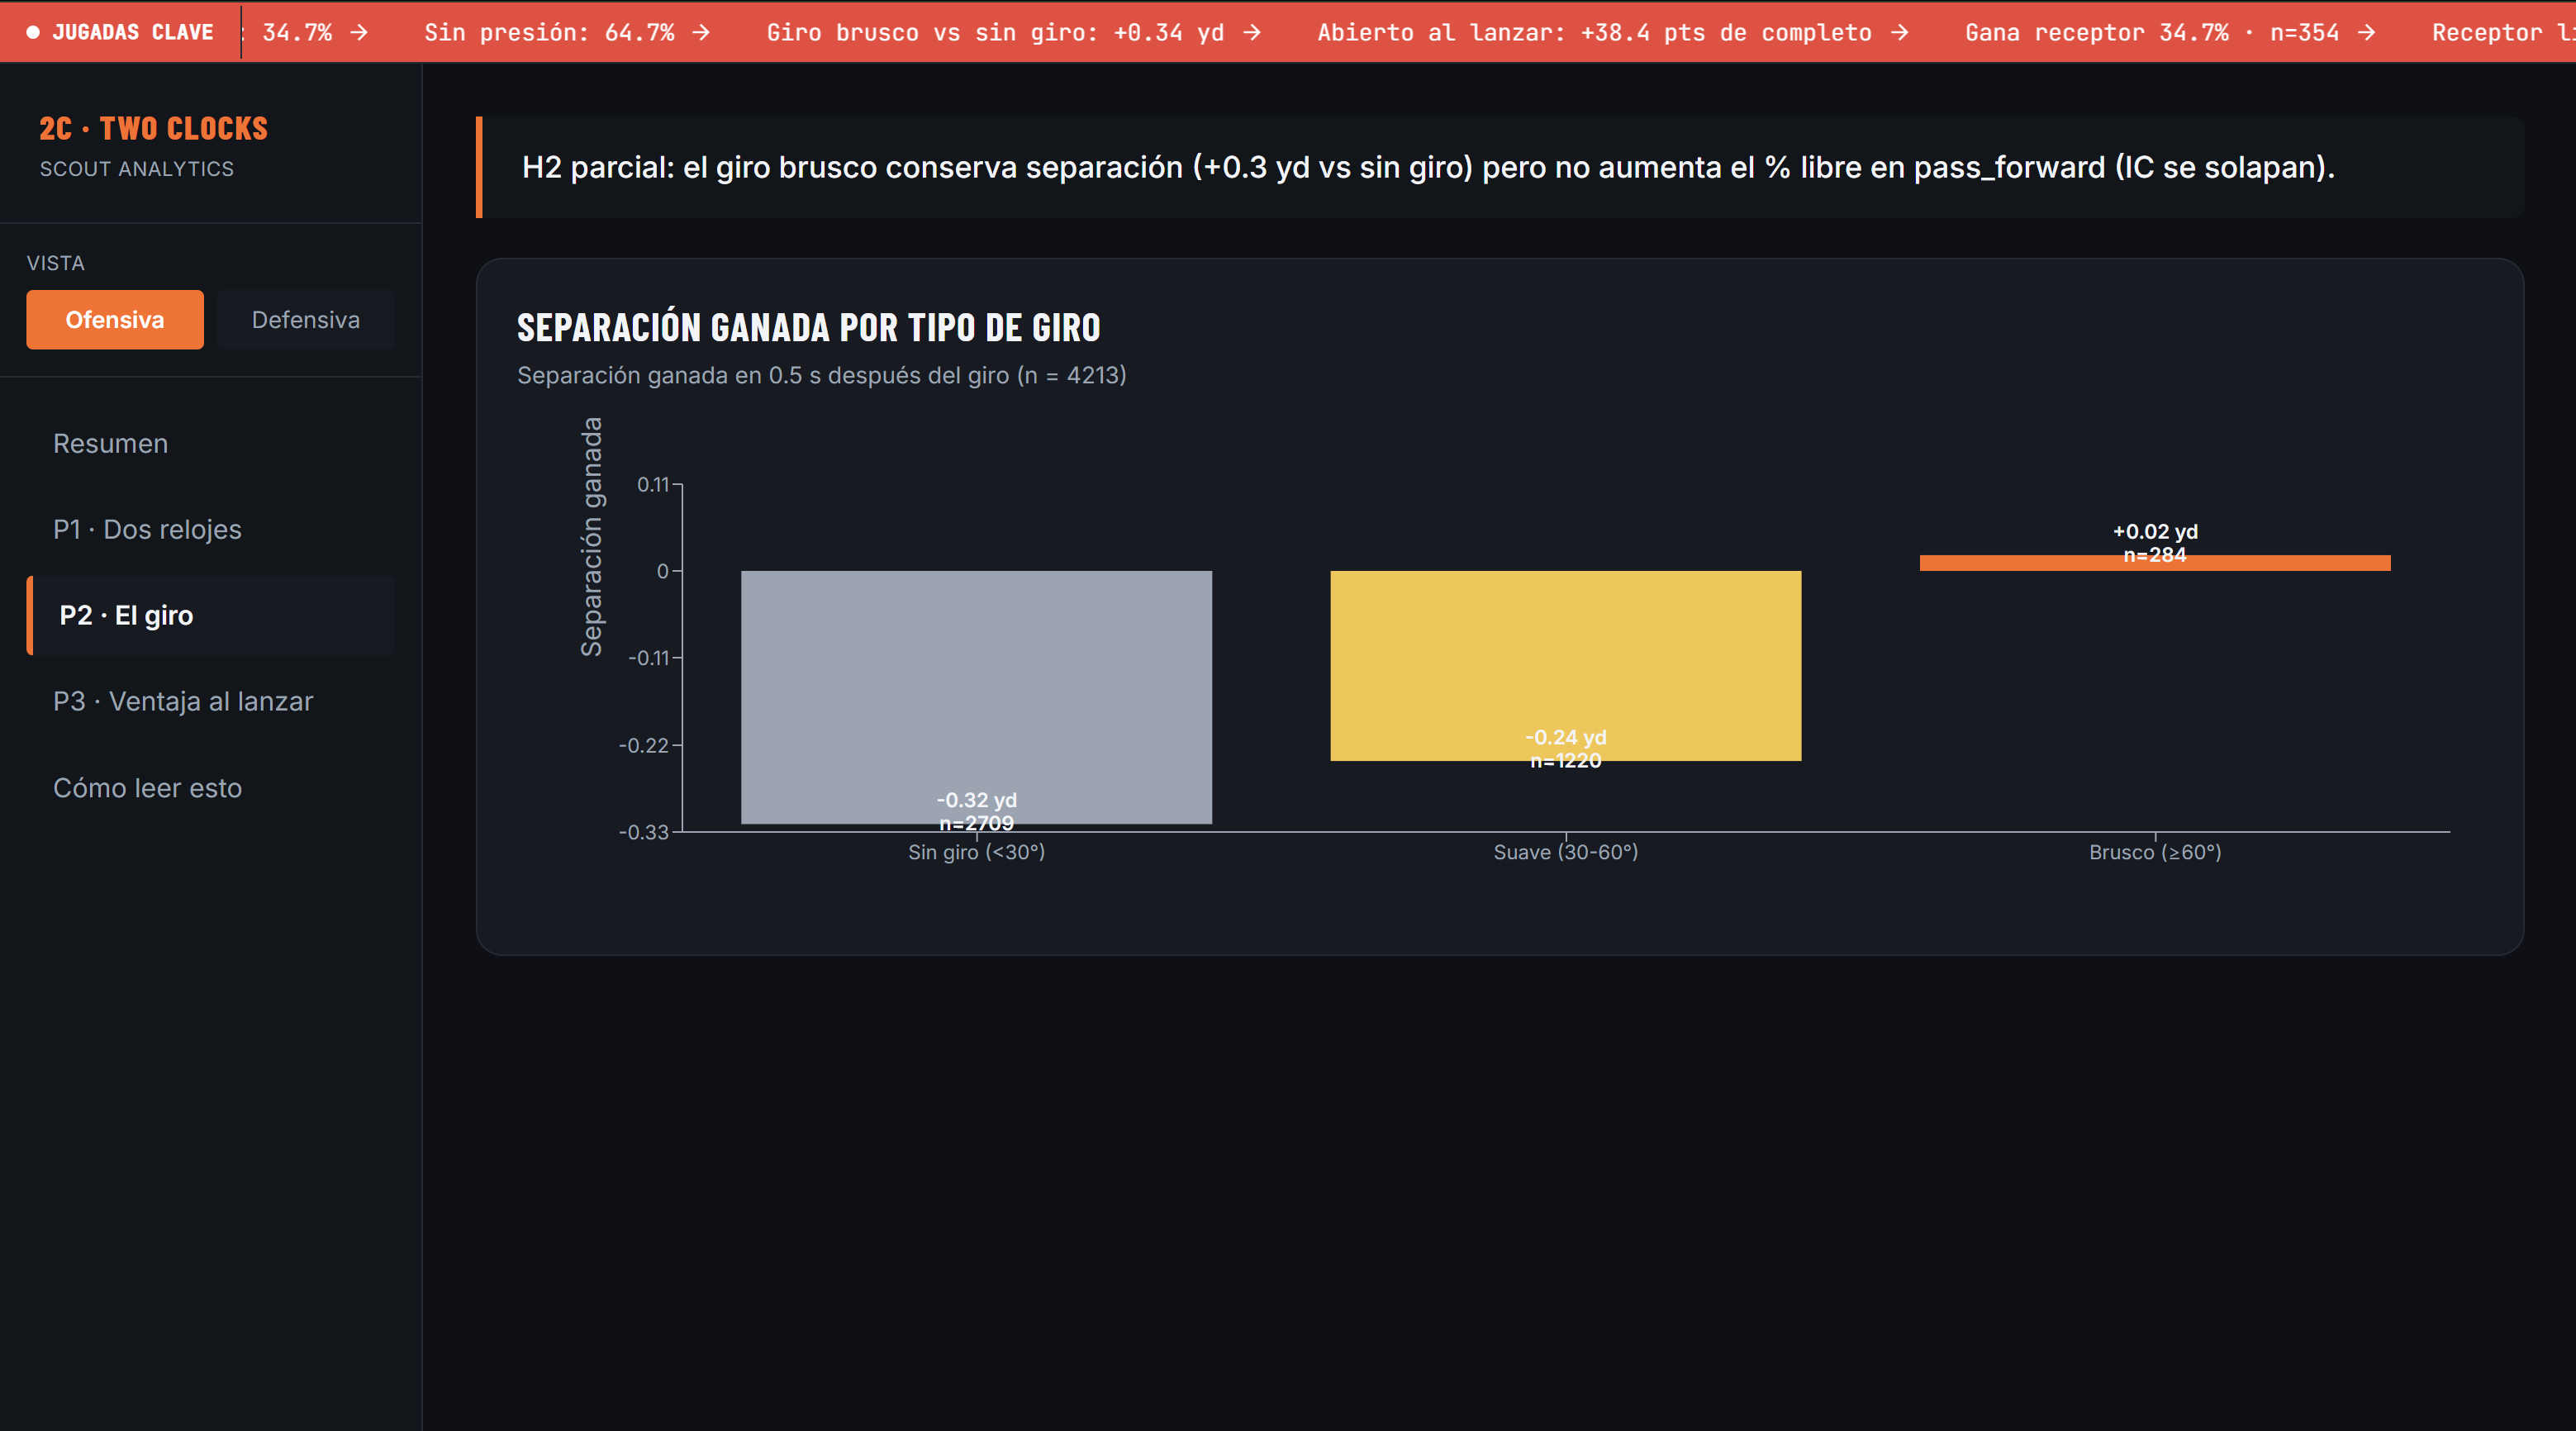 JUGADAS CLAVE
: 34.7% → Sin presión: 64.7% → Giro brusco vs sin giro: +0.34 yd → Abierto al lanzar: +38.4 pts de completo → Gana receptor 34.7% · n=354 → Receptor
2C · TWO CLOCKS
SCOUT ANALYTICS
VISTA
Ofensiva
Defensiva
Resumen
P1 · Dos relojes
P2 · El giro
P3 · Ventaja al lanzar
Cómo leer esto
H2 parcial: el giro brusco conserva separación (+0.3 yd vs sin giro) pero no aumenta el % libre en pass_forward (IC se solapan).
SEPARACIÓN GANADA POR TIPO DE GIRO
Separación ganada en 0.5 s después del giro (n = 4213)
Separación ganada
0.11
0
-0.11
-0.22
-0.33
-0.32 yd
n=2709
-0.24 yd
n=1220
+0.02 yd
n=284
Sin giro (<30°)
Suave (30-60°)
Brusco (≥60°)